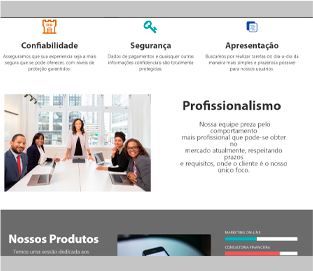 Confiabilidade
Asseguramos que sua experiência seja a mais
segura que se pode oferecer, com níveis de
proteção garantidos.
Segurança
Dados de pagamentos e quaisquer outras
informações confidenciais são totalmente
protegidas.
Apresentação
Buscamos por realizar tarefas do dia-a-dia da
maneira mais simples e prazerosa possível
para nossos usuários.
Profissionalismo
Nossa equipe preza pelo
comportamento
mais profissional que pode-se obter
no
mercado atualmente, respeitando
prazos
e requisitos, onde o cliente é o nosso
único foco.
Nossos Produtos
Temos uma seção dedicada aos
MARKETING ON-LINE
CONSULTORIA FINANCEIRA